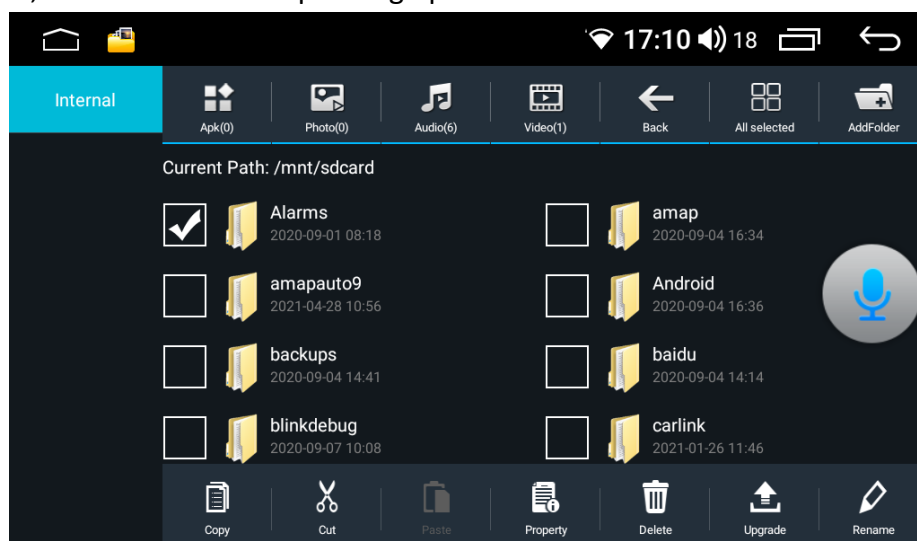 17:10 18
Internal
Apk(0) Photo(0) Audio(6) Video(1) Back All selected AddFolder
Current Path: /mnt/sdcard
Alarms amap
2020-09-01 08:18 2020-09-04 16:34
amapauto9 Android
2021-04-28 10:56 2020-09-04 16:36
backups baidu
2020-09-04 14:41 2020-09-04 14:14
blinkdebug carlink
2020-09-07 10:08 2021-01-26 11:46
Copy Cut Paste Property Delete Upgrade Rename